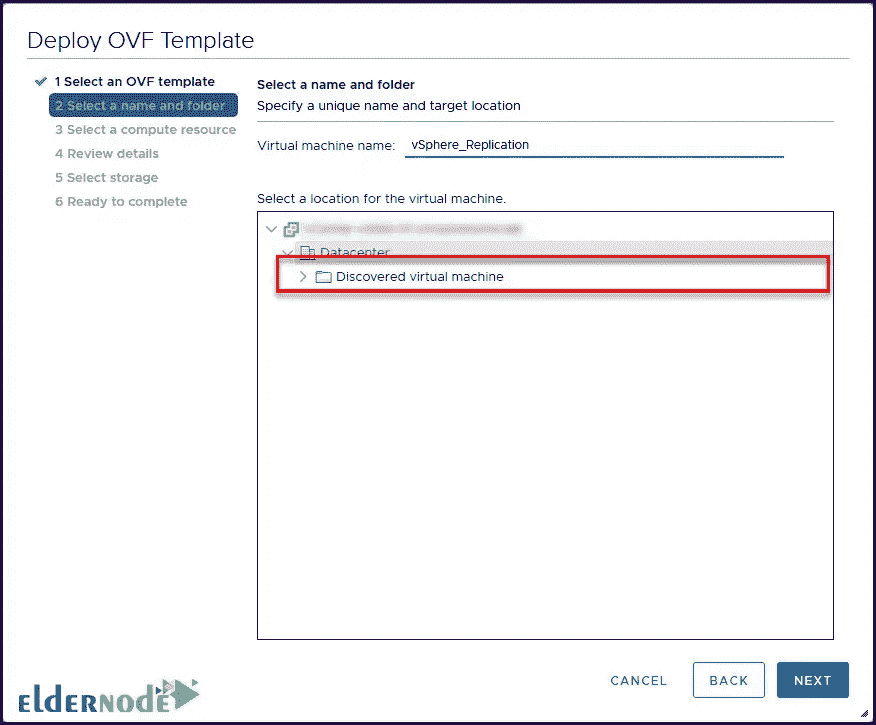 Deploy OVF Template
1 Select an OVF template
2 Select a name and folder
3 Select a compute resource
4 Review details
5 Select storage
6 Ready to complete
Select a name and folder
Specify a unique name and target location
Virtual machine name: vSphere_Replication
Select a location for the virtual machine.
Datacenter
Discovered virtual machine
CANCEL BACK NEXT
ELDERNODE